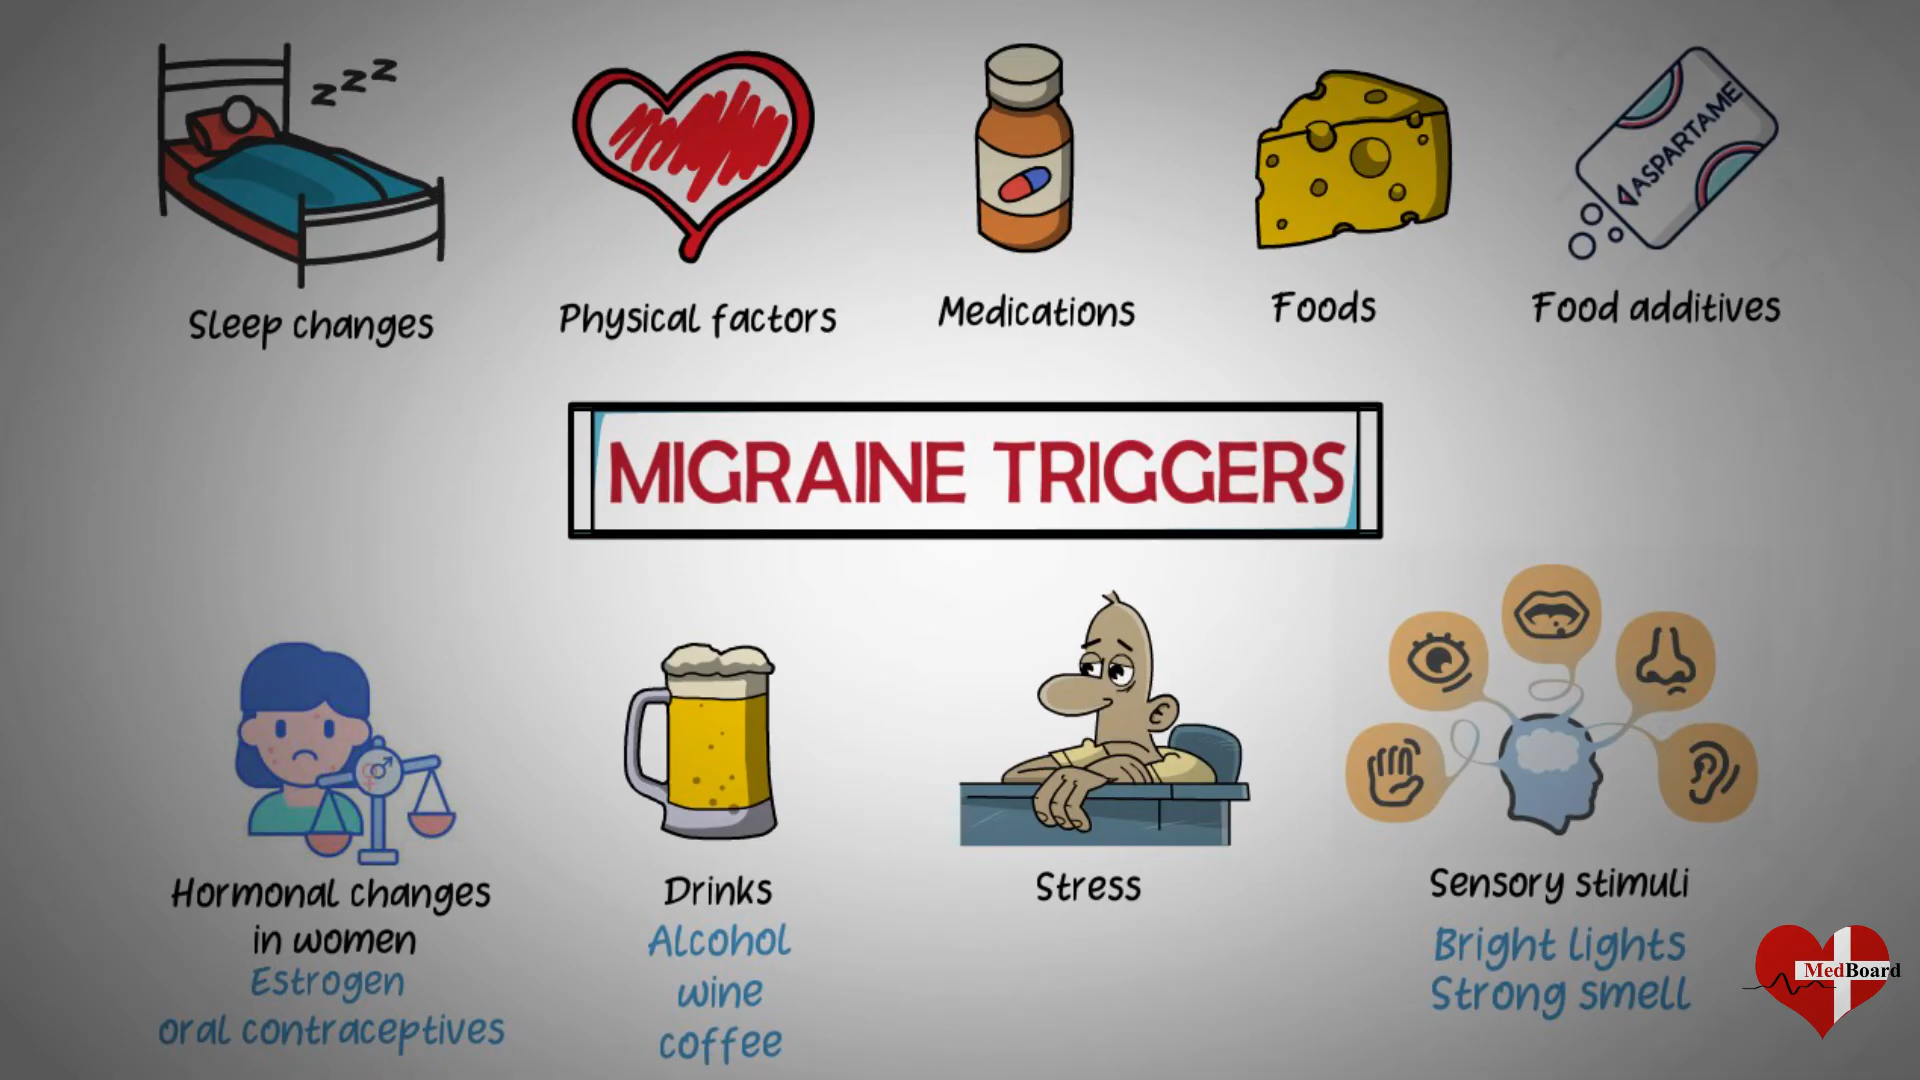 zzz
Sleep changes
Physical factors
Medications
Foods
ASPARTAME
Food additives
MIGRAINE TRIGGERS
Hormonal changes
in women
Estrogen
oral contraceptives
Drinks
Alcohol
wine
coffee
Stress
Sensory stimuli
Bright lights
Strong smell
MedBoard